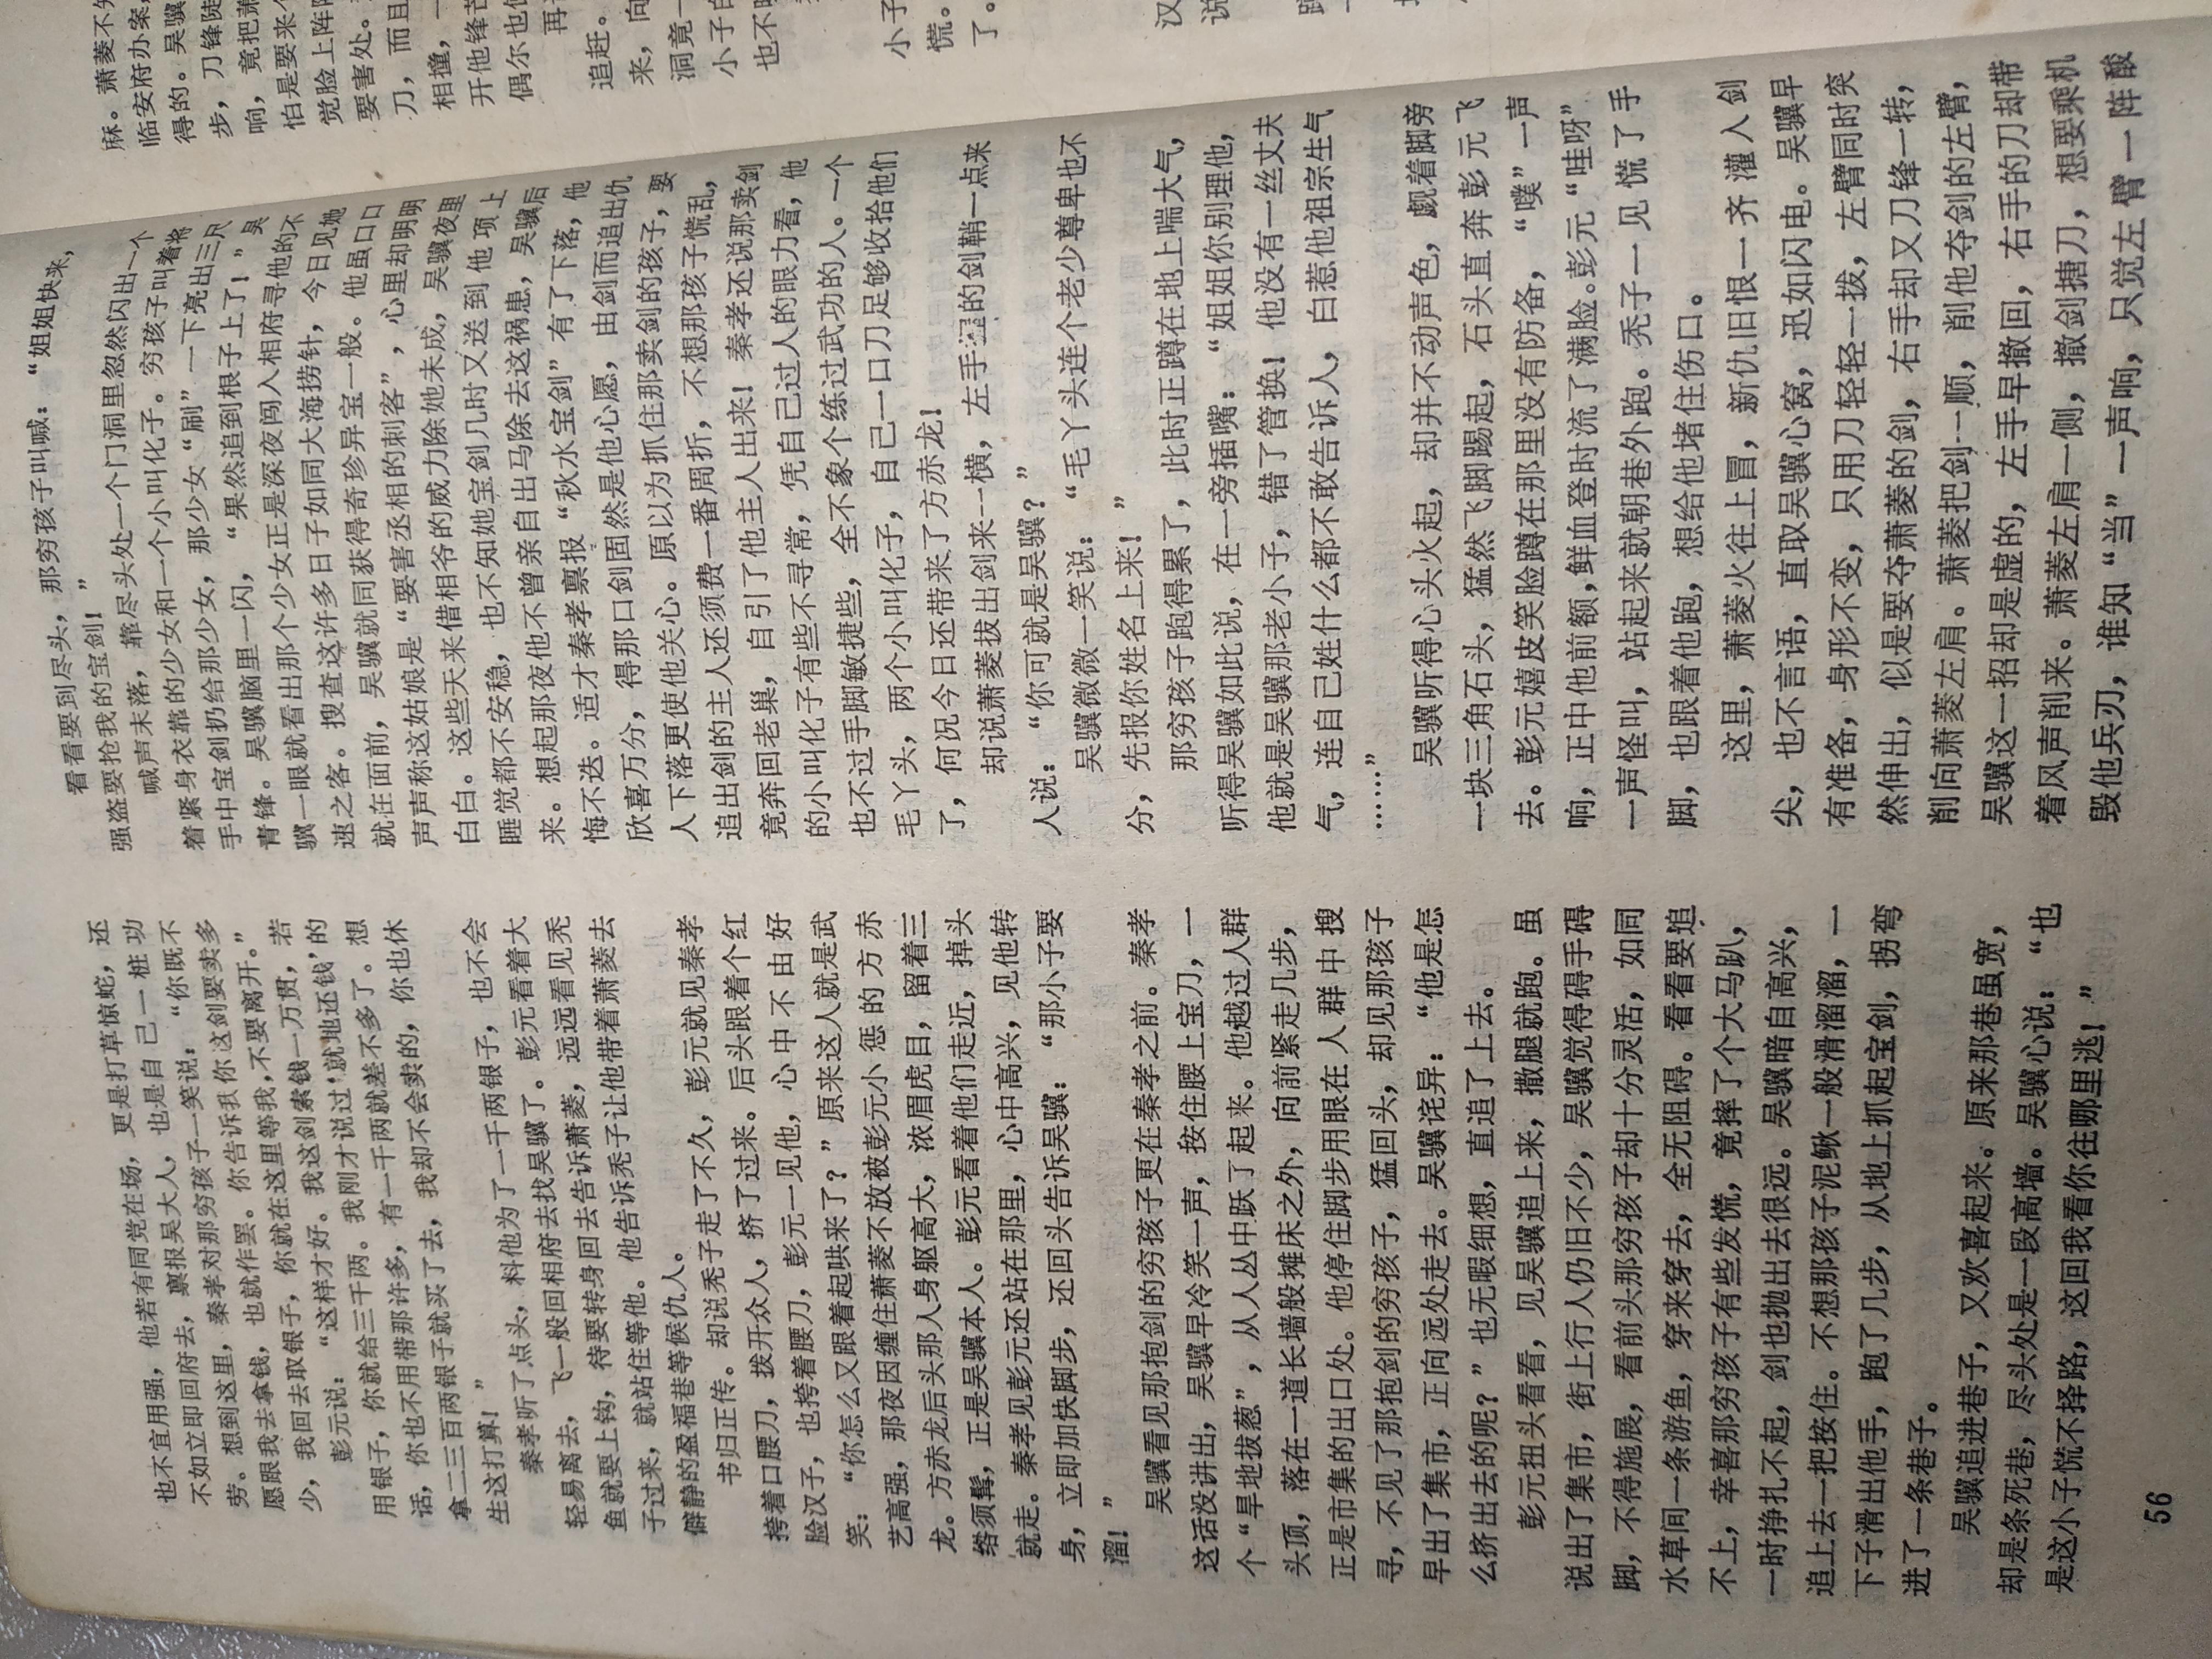 也不宜用强，他若有同党在场，更是打草惊蛇，还
不如立即回府去，禀报吴大人，也是自己一桩功
劳。想到这里，秦孝对那穷孩子一笑说：“你既不
愿跟我去拿钱，也就作罢。你告诉我你这剑要卖多
少，我回去取银子，你就在这里等我，不要离开。”
彭元说：“这样才好。我这剑索钱一万贯，若
用银子，你就给三千两。我刚才说过‘就地还钱’的
话，你也不用带那许多，有一千两就差不多了。想
拿二三百两银子就买了去，我却不会卖的，你也休
生这打算！”
秦孝听了点头，料他为了一千两银子，也不会
轻易离去，飞一般回相府去找吴骥了。彭元看着大
鱼就要上钩，待要转身回去告诉萧菱，远远看见秃
子过来，就站住等他。他告诉秃子让他带着萧菱去
僻静的盈福巷等候仇人。
书归正传。却说秃子走了不久，彭元就见秦孝
挎着口腰刀，拨开众人，挤了过来。后头跟着个红
脸汉子，也挎着腰刀，彭元一见他，心中不由好
笑：“你怎么又跟着起哄来了？”原来这人就是武
艺高强，那夜因缠住萧菱不放被彭元小惩的方赤
龙。方赤龙后头那人身躯高大，浓眉虎目，留着三
绺须髯，正是吴骥本人。彭元看着他们走近，掉头
就走。秦孝见彭元还站在那里，心中高兴，见他转
身，立即加快脚步，还回头告诉吴骥：“那小子要
溜！”
吴骥看见那抱剑的穷孩子更在秦孝之前。秦孝
这话没讲出，吴骥早冷笑一声，按住腰上宝刀，一
个“旱地拔葱”，从人丛中跃了起来。他越过人群
头顶，落在一道长墙般摊床之外，向前紧走几步，
正是市集的出口处。他停住脚步用眼在人群中搜
寻，不见了那抱剑的穷孩子，猛回头，却见那孩子
早出了集市，正向远处走去。吴骥诧异：“他是怎
么挤出去的呢？”也无暇细想，直追了上去。
彭元扭头看看，见吴骥追上来，撒腿就跑。虽
说出了集市，街上行人仍旧不少，吴骥觉得碍手碍
脚，不得施展，看前头那穷孩子却十分灵活，如同
水草间一条游鱼，穿来穿去，全无阻碍。看看要追
不上，幸喜那穷孩子有些发慌，竟摔了个大马趴，
一时挣扎不起，剑也抛出去很远。吴骥暗自高兴，
追上去一把按住。不想那孩子泥鳅一般滑溜溜，一
下子滑出他手，跑了几步，从地上抓起宝剑，拐弯
进了一条巷子。
吴骥追进巷子，又欢喜起来。原来那巷虽宽，
却是条死巷，尽头处是一段高墙。吴骥心说：“也
是这小子慌不择路，这回我看你往哪里逃！”
56
看看要到尽头，那穷孩子叫喊：“姐姐快来，
强盗要抢我的宝剑！”
喊声未落，靠尽头处一个门洞里忽然闪出一个
着紧身衣靠的少女和一个小叫化子。穷孩子叫着将
手中宝剑扔给那少女，那少女“刷”一下亮出三尺
青锋。吴骥脑里一闪，“果然追到根子上了！”吴
骥一眼就看出那个少女正是深夜闯入相府寻他的不
速之客。搜查这许多日子如同大海捞针，今日见她
就在面前，吴骥就同获得奇珍异宝一般。他虽口口
声声称这姑娘是“要害丞相的刺客”，心里却明明
白白。这些天来借相爷的威力除她未成，吴骥夜里
睡觉都不安稳，也不知她宝剑几时又送到他项上
来。想起那夜他不曾亲自出马除去这祸患，吴骥后
悔不迭。适才秦孝禀报“秋水宝剑”有了下落，他
欣喜万分，得那口剑固然是他心愿，由剑而追出仇
人下落更使他关心。原以为抓住那卖剑的孩子，要
追出剑的主人还须费一番周折，不想那孩子慌乱，
竟奔回老巢，自引了他主人出来！秦孝还说那卖剑
的小叫化子有些不寻常，凭自己过人的眼力看，他
也不过手脚敏捷些，全不象个练过武功的人。一个
毛丫头，两个小叫化子，自己一口刀足够收拾他们
了，何况今日还带来了方赤龙！
却说萧菱拔出剑来一横，左手的剑鞘一点来
人说：“你可就是吴骥？”
吴骥微微一笑说：“毛丫头连个老少尊卑也不
分，先报你姓名上来！”
那穷孩子跑得累了，此时正蹲在地上喘大气，
听得吴骥如此说，在一旁插嘴：“姐姐你别理他，
他就是吴骥那老小子，错了管换！他没有一丝丈夫
气，连自己姓什么都不敢告诉人，白惹他祖宗生气
……”
吴骥听得心头火起，却并不动声色，觑着脚旁
一块三角石头，猛然飞脚踢起，石头直奔彭元飞
去。彭元嬉皮笑脸蹲在那里没有防备，“噗”一声
响，正中他前额，鲜血登时流了满脸。彭元“哇呀”
一声怪叫，站起来就朝巷外跑。秃子一见慌了手
脚，也跟着他跑，想给他堵住伤口。
这里，萧菱火往上冒，新仇旧恨一齐灌入剑
尖，也不言语，直取吴骥心窝，迅如闪电。吴骥早
有准备，身形不变，只用刀轻轻一拨，左臂同时突
然伸出，似是要夺萧菱的剑，右手却又刀锋一转，
削向萧菱左肩。萧菱把剑一顺，削他夺剑的左臂，
吴骥这一招却是虚的，左手早撤回，右手的刀却带
着风声削来。萧菱左肩一侧，撤剑搪刀，想要乘机
毁他兵刃，谁知“当”一声响，只觉左臂一阵酸
麻。萧菱不
临安府办案，
得的。吴骥
步，刀锋陡
响，竟把萧
怕是要来个
觉脸上阵阵
要害处。
刀，而且
相撞，一
开他锋芒
偶尔也
再
追赶。
来，向
洞竟一
小子
也不
小子
慌。
了。
汉
说